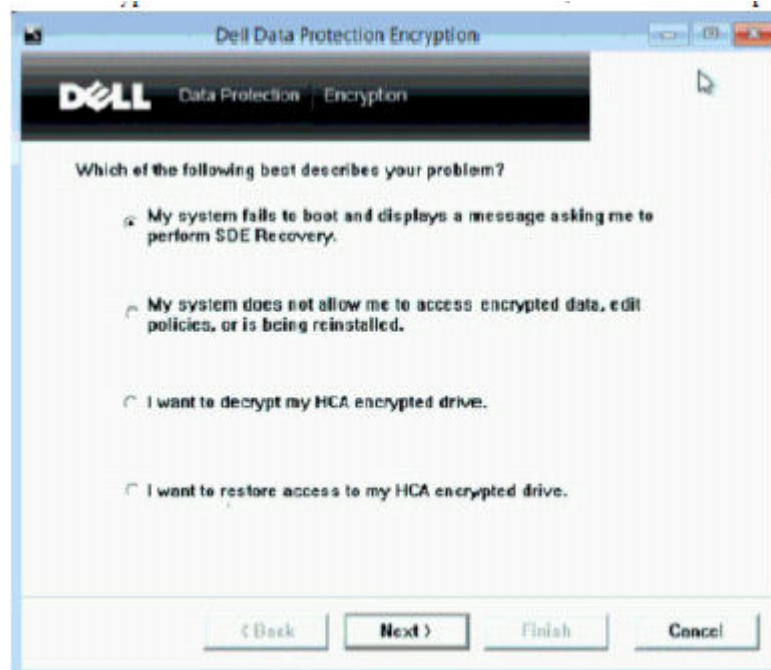 Dell Data Protection Encryption
DELL Data Protection Encryption
Which of the following best describes your problem?
My system fails to boot and displays a message asking me to
perform SDE Recovery.
My system does not allow me to access encrypted data, edit
policies, or is being reinstalled.
I want to decrypt my HCA encrypted drive.
I want to restore access to my HCA encrypted drive.
< Back Next > Finish Cancel